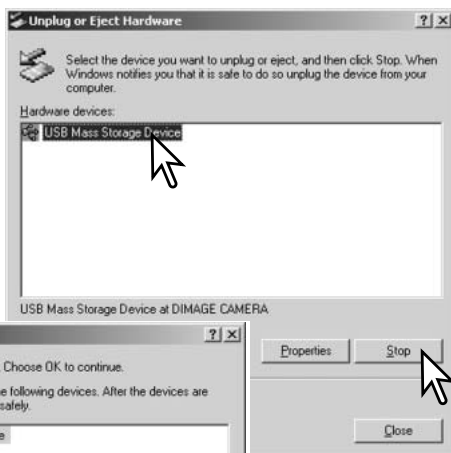 Unplug or Eject Hardware
Select the device you want to unplug or eject, and then click Stop. When
Windows notifies you that it is safe to do so unplug the device from your
computer.
Hardware devices:
USB Mass Storage Device
USB Mass Storage Device at DIMAGE CAMERA
Properties
Stop
Close
Choose OK to continue.
following devices. After the devices are
safely.